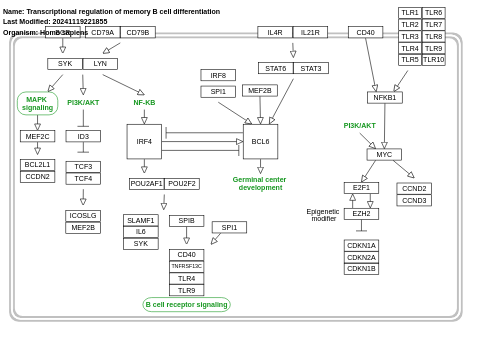 Name: Transcriptional regulation of memory B cell differentiation
Last Modified: 20241119221855
Organism: Homo sapiens
CD79A
CD79B
IL4R
IL21R
CD40
TLR1
TLR6
TLR2
TLR7
TLR3
TLR8
TLR4
TLR9
TLR5
TLR10
SYK
LYN
STAT6
STAT3
IRF8
SPI1
MEF2B
MAPK
signaling
PI3K/AKT
NF-KB
NFKB1
MEF2C
ID3
IRF4
BCL6
PI3K/AKT
MYC
BCL2L1
CCDN2
TCF3
TCF4
POU2AF1
POU2F2
Germinal center
development
E2F1
CCND2
CCND3
ICOSLG
MEF2B
SLAMF1
IL6
SYK
SPIB
SPI1
Epigenetic
modifier
EZH2
CD40
TNFRSF13C
TLR4
TLR9
CDKN1A
CDKN2A
CDKN1B
B cell receptor signaling